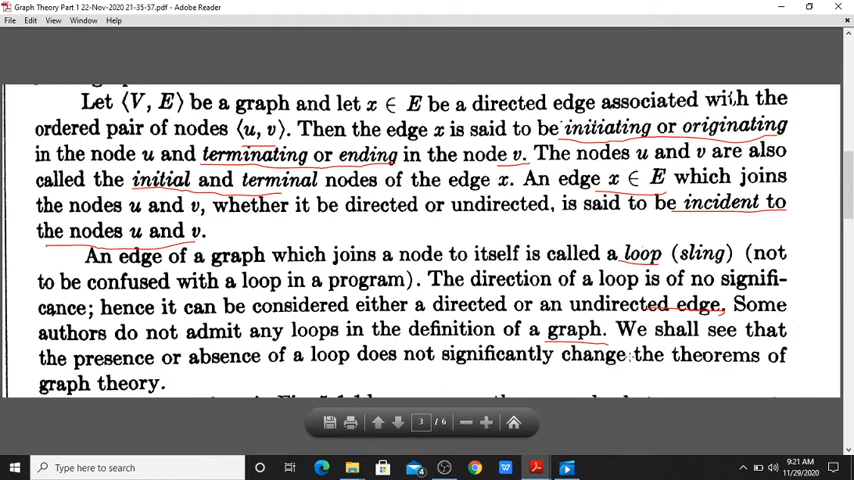 Graph Theory Part 1 22-Nov-2020 21-35-57.pdf - Adobe Reader
File Edit View Window Help
Let ⟨V, E⟩ be a graph and let x ∈ E be a directed edge associated with the
ordered pair of nodes ⟨u, v⟩. Then the edge x is said to be initiating or originating
in the node u and terminating or ending in the node v. The nodes u and v are also
called the initial and terminal nodes of the edge x. An edge x ∈ E which joins
the nodes u and v, whether it be directed or undirected, is said to be incident to
the nodes u and v.
An edge of a graph which joins a node to itself is called a loop (sling) (not
to be confused with a loop in a program). The direction of a loop is of no signifi-
cance; hence it can be considered either a directed or an undirected edge. Some
authors do not admit any loops in the definition of a graph. We shall see that
the presence or absence of a loop does not significantly change the theorems of
graph theory.
3 / 6
Type here to search
4
9:21 AM
11/29/2020